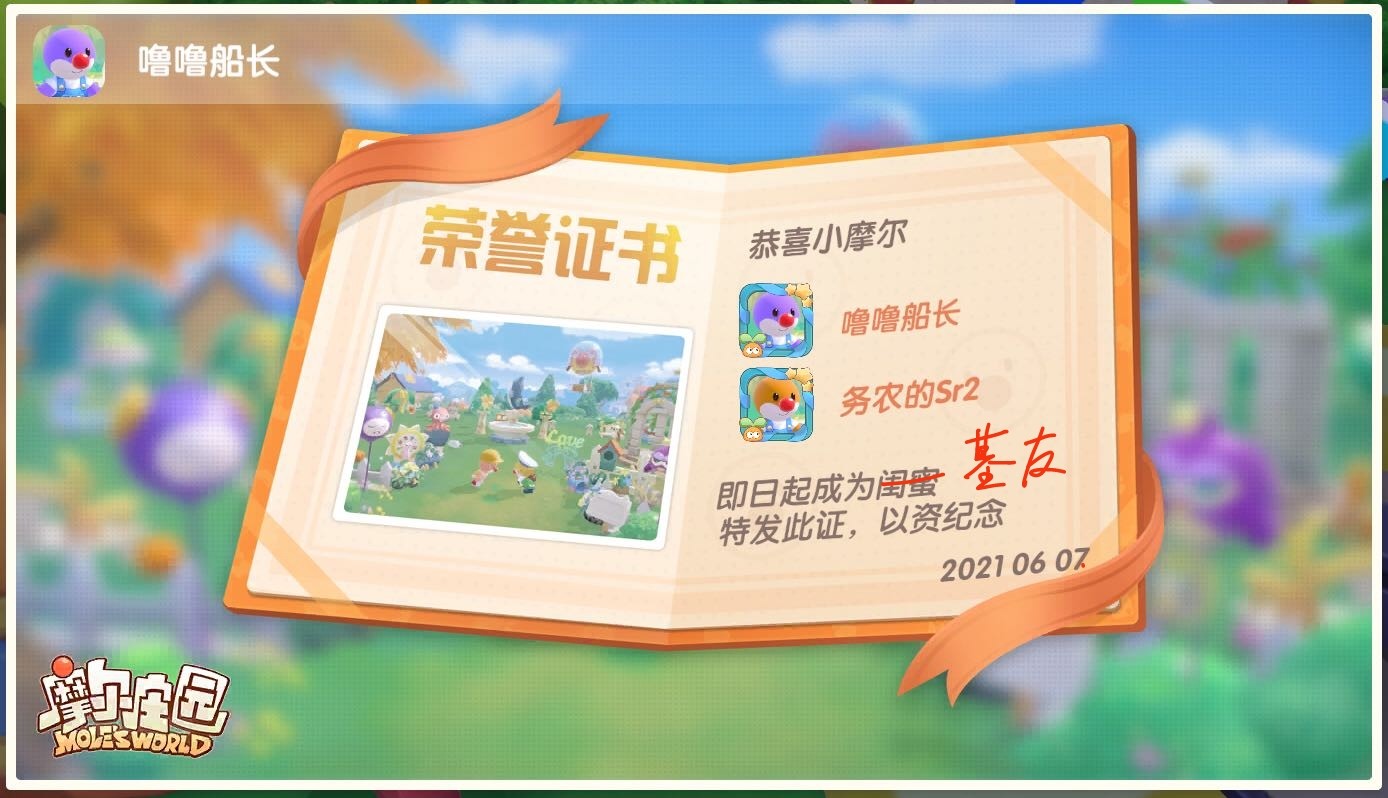 噜噜船长
荣誉证书
恭喜小摩尔
噜噜船长
务农的Sr2
基友
即日起成为闺蜜
特发此证，以资纪念
2021 06 07
Love
摩尔庄园
MOLE'S WORLD